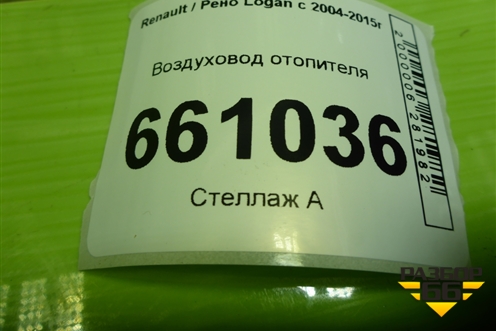 Renault / Рено Logan с 2004-2015г
Воздуховод отопителя
661036
Стеллаж А
2000006281982
РАЗБОР
66